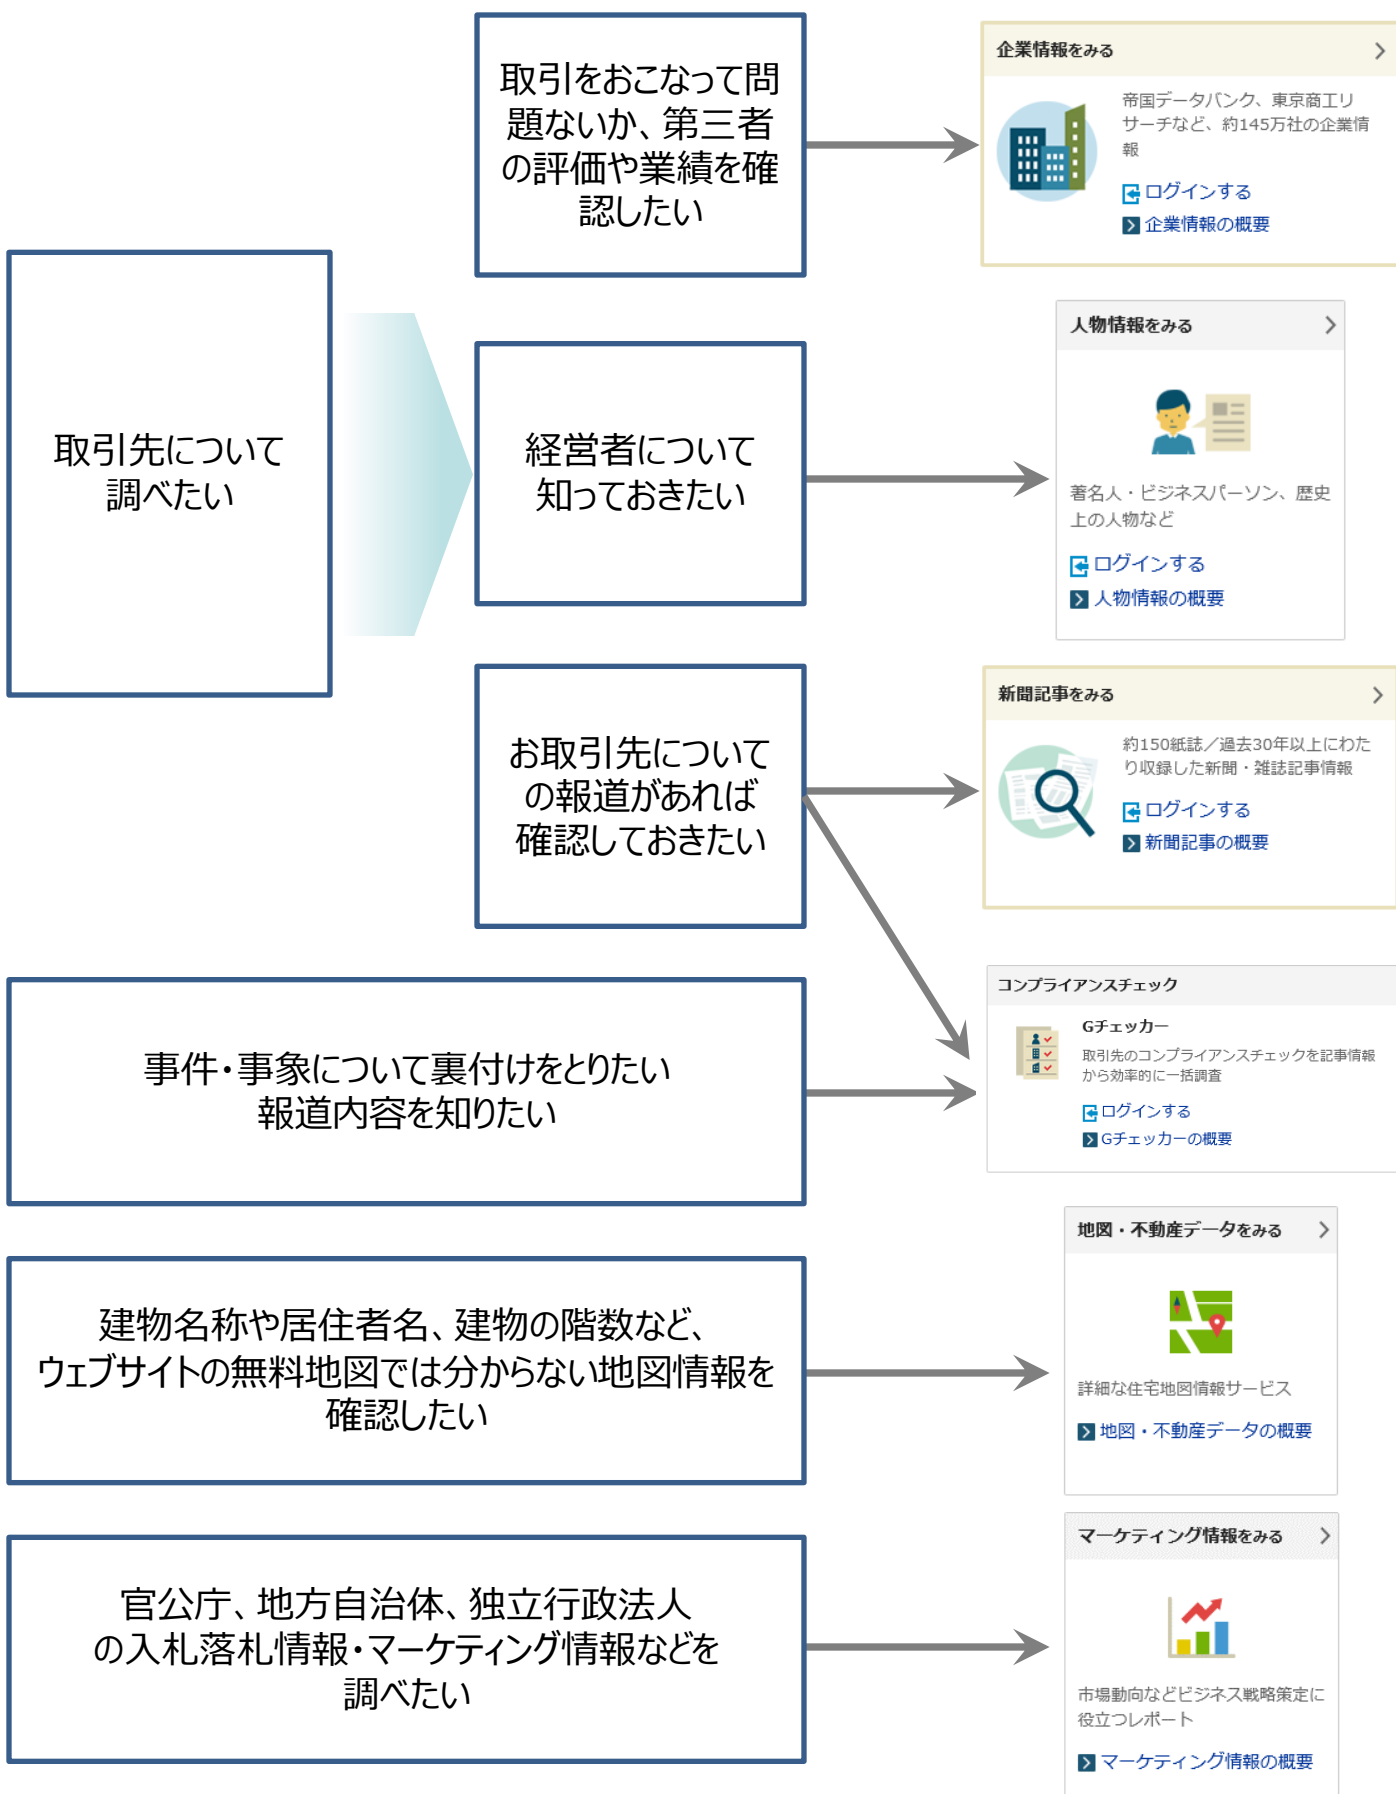 取引先について
調べたい
取引をおこなって問
題ないか、第三者
の評価や業績を確
認したい
企業情報をみる
帝国データバンク、東京商工リ
サーチなど、約145万社の企業情
報
ログインする
企業情報の概要
経営者について
知っておきたい
人物情報をみる
著名人・ビジネスパーソン、歴史
上の人物など
ログインする
人物情報の概要
お取引先について
の報道があれば
確認しておきたい
新聞記事をみる
約150紙誌／過去30年以上にわた
り収録した新聞・雑誌記事情報
ログインする
新聞記事の概要
事件・事象について裏付けをとりたい
報道内容を知りたい
コンプライアンスチェック
Gチェッカー
取引先のコンプライアンスチェックを記事情報
から効率的に一括調査
ログインする
Gチェッカーの概要
建物名称や居住者名、建物の階数など、
ウェブサイトの無料地図では分からない地図情報を
確認したい
地図・不動産データをみる
詳細な住宅地図情報サービス
地図・不動産データの概要
官公庁、地方自治体、独立行政法人
の入札落札情報・マーケティング情報などを
調べたい
マーケティング情報をみる
市場動向などビジネス戦略策定に
役立つレポート
マーケティング情報の概要